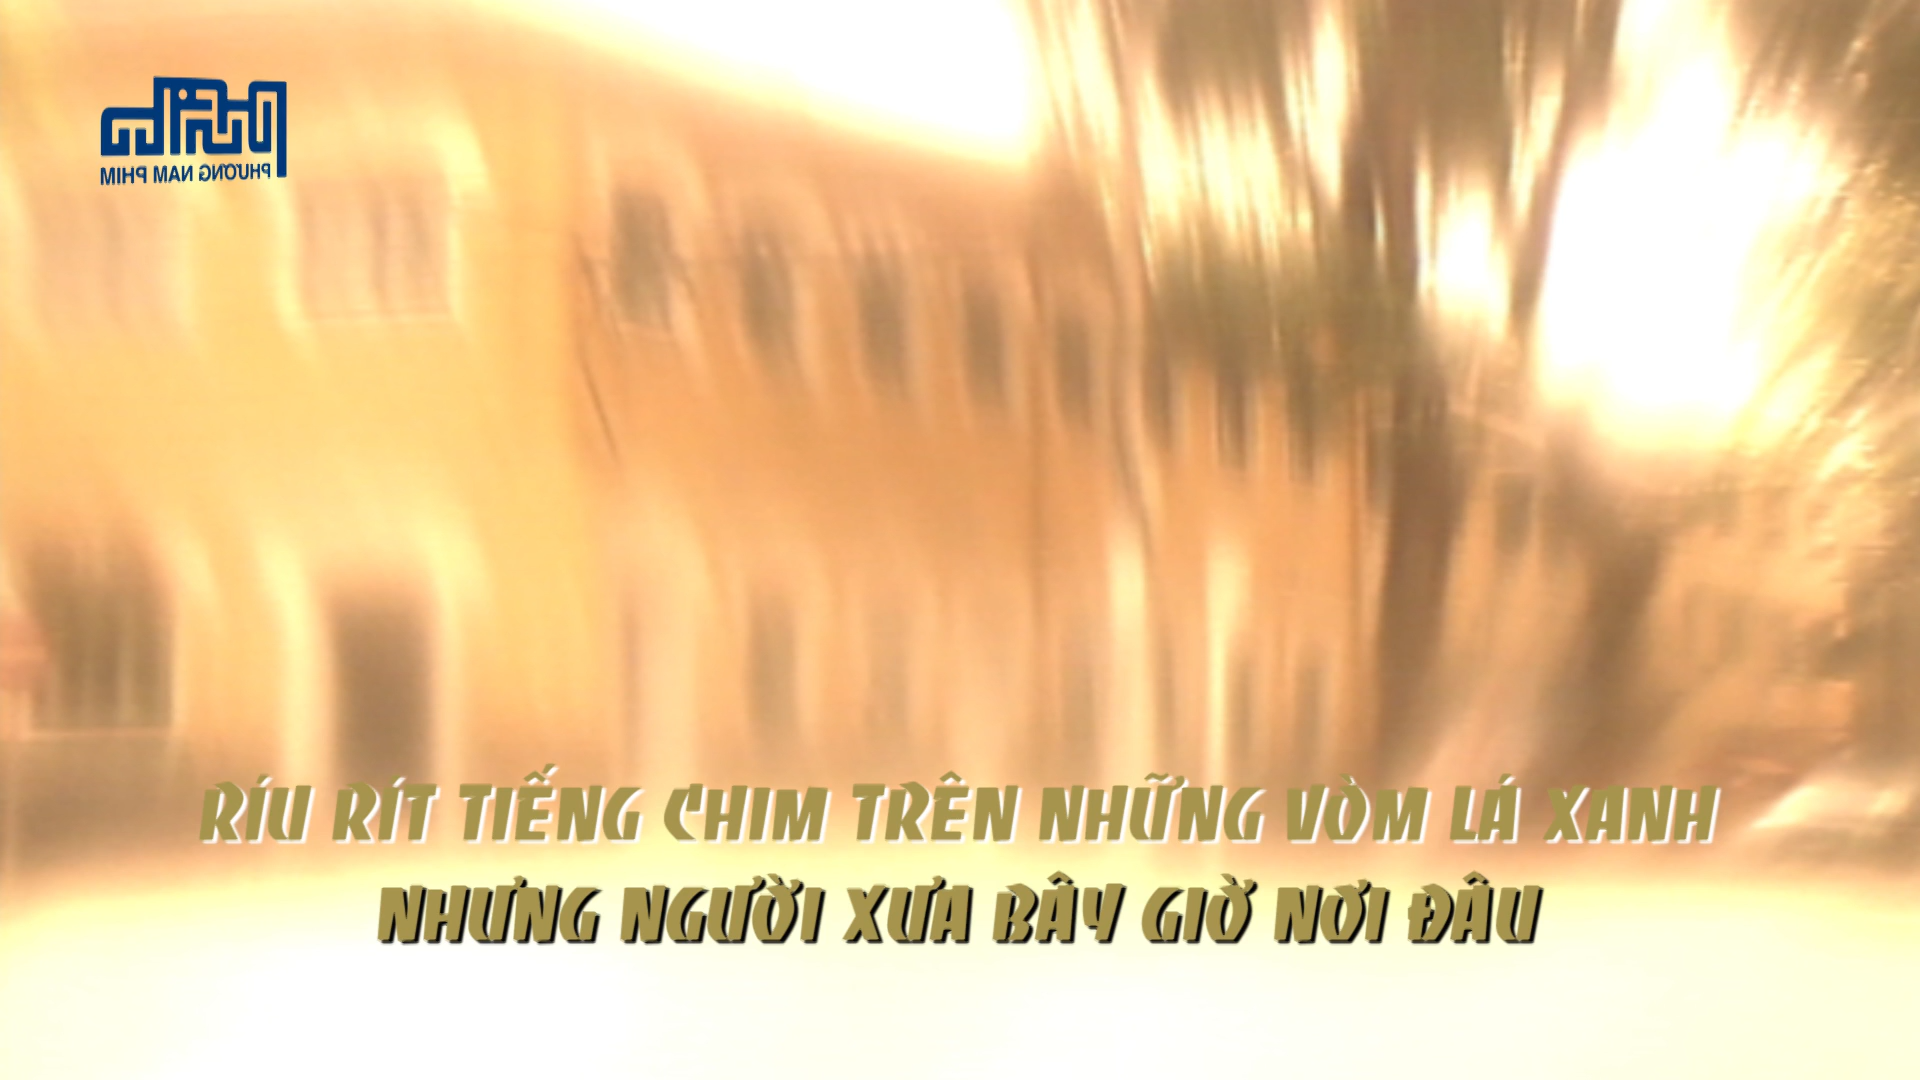 PHƯƠNG NAM PHIM
RÍU RÍT TIẾNG CHIM TRÊN NHỮNG VÒM LÁ XANH
NHƯNG NGƯỜI XƯA BÂY GIỜ NƠI ĐÂU